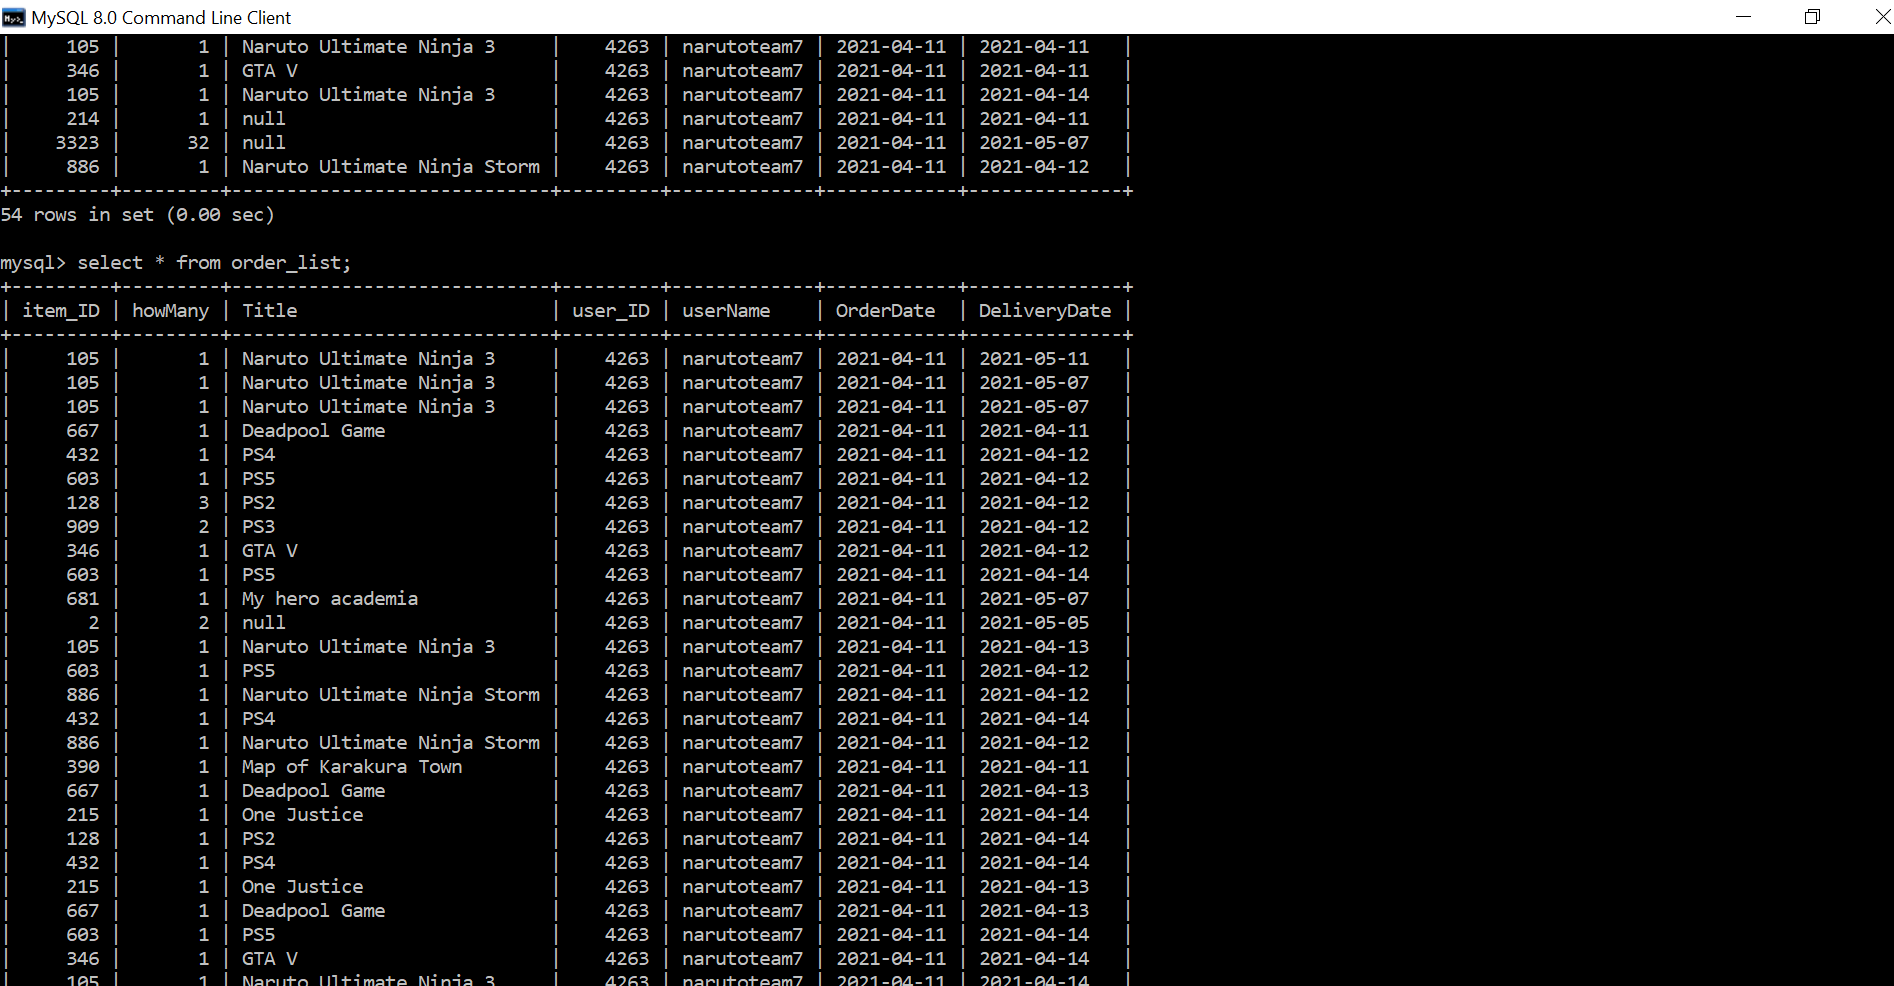 MySQL 8.0 Command Line Client
| 105 | 1 | Naruto Ultimate Ninja 3 | 4263 | narutoteam7 | 2021-04-11 | 2021-04-11 |
| 346 | 1 | GTA V | 4263 | narutoteam7 | 2021-04-11 | 2021-04-11 |
| 105 | 1 | Naruto Ultimate Ninja 3 | 4263 | narutoteam7 | 2021-04-11 | 2021-04-14 |
| 214 | 1 | null | 4263 | narutoteam7 | 2021-04-11 | 2021-04-11 |
| 3323 | 32 | null | 4263 | narutoteam7 | 2021-04-11 | 2021-05-07 |
| 886 | 1 | Naruto Ultimate Ninja Storm | 4263 | narutoteam7 | 2021-04-11 | 2021-04-12 |
+---------+---------+-----------------------------+---------+-------------+------------+--------------+
54 rows in set (0.00 sec)
mysql> select * from order_list;
+---------+---------+-----------------------------+---------+-------------+------------+--------------+
| item_ID | howMany | Title | user_ID | userName | OrderDate | DeliveryDate |
+---------+---------+-----------------------------+---------+-------------+------------+--------------+
| 105 | 1 | Naruto Ultimate Ninja 3 | 4263 | narutoteam7 | 2021-04-11 | 2021-05-11 |
| 105 | 1 | Naruto Ultimate Ninja 3 | 4263 | narutoteam7 | 2021-04-11 | 2021-05-07 |
| 105 | 1 | Naruto Ultimate Ninja 3 | 4263 | narutoteam7 | 2021-04-11 | 2021-05-07 |
| 667 | 1 | Deadpool Game | 4263 | narutoteam7 | 2021-04-11 | 2021-04-11 |
| 432 | 1 | PS4 | 4263 | narutoteam7 | 2021-04-11 | 2021-04-12 |
| 603 | 1 | PS5 | 4263 | narutoteam7 | 2021-04-11 | 2021-04-12 |
| 128 | 3 | PS2 | 4263 | narutoteam7 | 2021-04-11 | 2021-04-12 |
| 909 | 2 | PS3 | 4263 | narutoteam7 | 2021-04-11 | 2021-04-12 |
| 346 | 1 | GTA V | 4263 | narutoteam7 | 2021-04-11 | 2021-04-12 |
| 603 | 1 | PS5 | 4263 | narutoteam7 | 2021-04-11 | 2021-04-14 |
| 681 | 1 | My hero academia | 4263 | narutoteam7 | 2021-04-11 | 2021-05-07 |
| 2 | 2 | null | 4263 | narutoteam7 | 2021-04-11 | 2021-05-05 |
| 105 | 1 | Naruto Ultimate Ninja 3 | 4263 | narutoteam7 | 2021-04-11 | 2021-04-13 |
| 603 | 1 | PS5 | 4263 | narutoteam7 | 2021-04-11 | 2021-04-12 |
| 886 | 1 | Naruto Ultimate Ninja Storm | 4263 | narutoteam7 | 2021-04-11 | 2021-04-12 |
| 432 | 1 | PS4 | 4263 | narutoteam7 | 2021-04-11 | 2021-04-14 |
| 886 | 1 | Naruto Ultimate Ninja Storm | 4263 | narutoteam7 | 2021-04-11 | 2021-04-12 |
| 390 | 1 | Map of Karakura Town | 4263 | narutoteam7 | 2021-04-11 | 2021-04-11 |
| 667 | 1 | Deadpool Game | 4263 | narutoteam7 | 2021-04-11 | 2021-04-13 |
| 215 | 1 | One Justice | 4263 | narutoteam7 | 2021-04-11 | 2021-04-14 |
| 128 | 1 | PS2 | 4263 | narutoteam7 | 2021-04-11 | 2021-04-14 |
| 432 | 1 | PS4 | 4263 | narutoteam7 | 2021-04-11 | 2021-04-14 |
| 215 | 1 | One Justice | 4263 | narutoteam7 | 2021-04-11 | 2021-04-13 |
| 667 | 1 | Deadpool Game | 4263 | narutoteam7 | 2021-04-11 | 2021-04-13 |
| 603 | 1 | PS5 | 4263 | narutoteam7 | 2021-04-11 | 2021-04-14 |
| 346 | 1 | GTA V | 4263 | narutoteam7 | 2021-04-11 | 2021-04-14 |
| 105 | 1 | Naruto Ultimate Ninja 3 | 4263 | narutoteam7 | 2021-04-11 | 2021-04-14 |